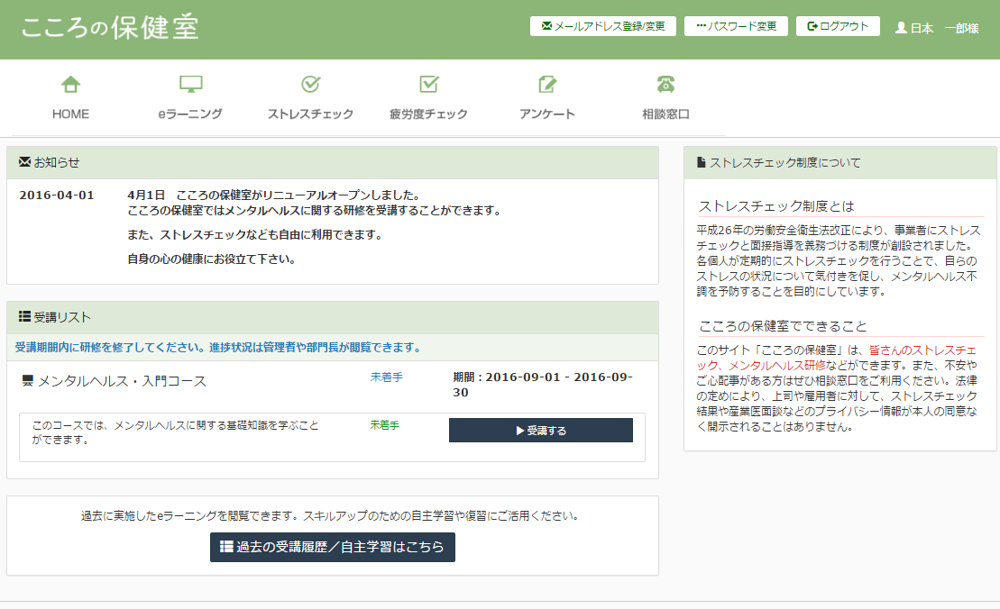 こころの保健室
メールアドレス登録/変更
パスワード変更
ログアウト
日本　一郎様
HOME
eラーニング
ストレスチェック
疲労度チェック
アンケート
相談窓口
お知らせ
2016-04-01
4月1日　こころの保健室がリニューアルオープンしました。
こころの保健室ではメンタルヘルスに関する研修を受講することができます。
また、ストレスチェックなども自由に利用できます。
自身の心の健康にお役立て下さい。
受講リスト
受講期間内に研修を修了してください。進捗状況は管理者や部門長が閲覧できます。
メンタルヘルス・入門コース
未着手
期間：2016-09-01 - 2016-09-
30
このコースでは、メンタルヘルスに関する基礎知識を学ぶこと
ができます。
未着手
受講する
過去に実施したeラーニングを閲覧できます。スキルアップのための自主学習や復習にご活用ください。
過去の受講履歴／自主学習はこちら
ストレスチェック制度について
ストレスチェック制度とは
平成26年の労働安全衛生法改正により、事業者にストレス
チェックと面接指導を義務づける制度が創設されました。
各個人が定期的にストレスチェックを行うことで、自らの
ストレスの状況について気付きを促し、メンタルヘルス不
調を予防することを目的にしています。
こころの保健室でできること
このサイト「こころの保健室」は、皆さんのストレスチェ
ック、メンタルヘルス研修などができます。また、不安や
ご心配事がある方はぜひ相談窓口をご利用ください。法律
の定めにより、上司や雇用者に対して、ストレスチェック
結果や産業医面談などのプライバシー情報が本人の同意な
く開示されることはありません。